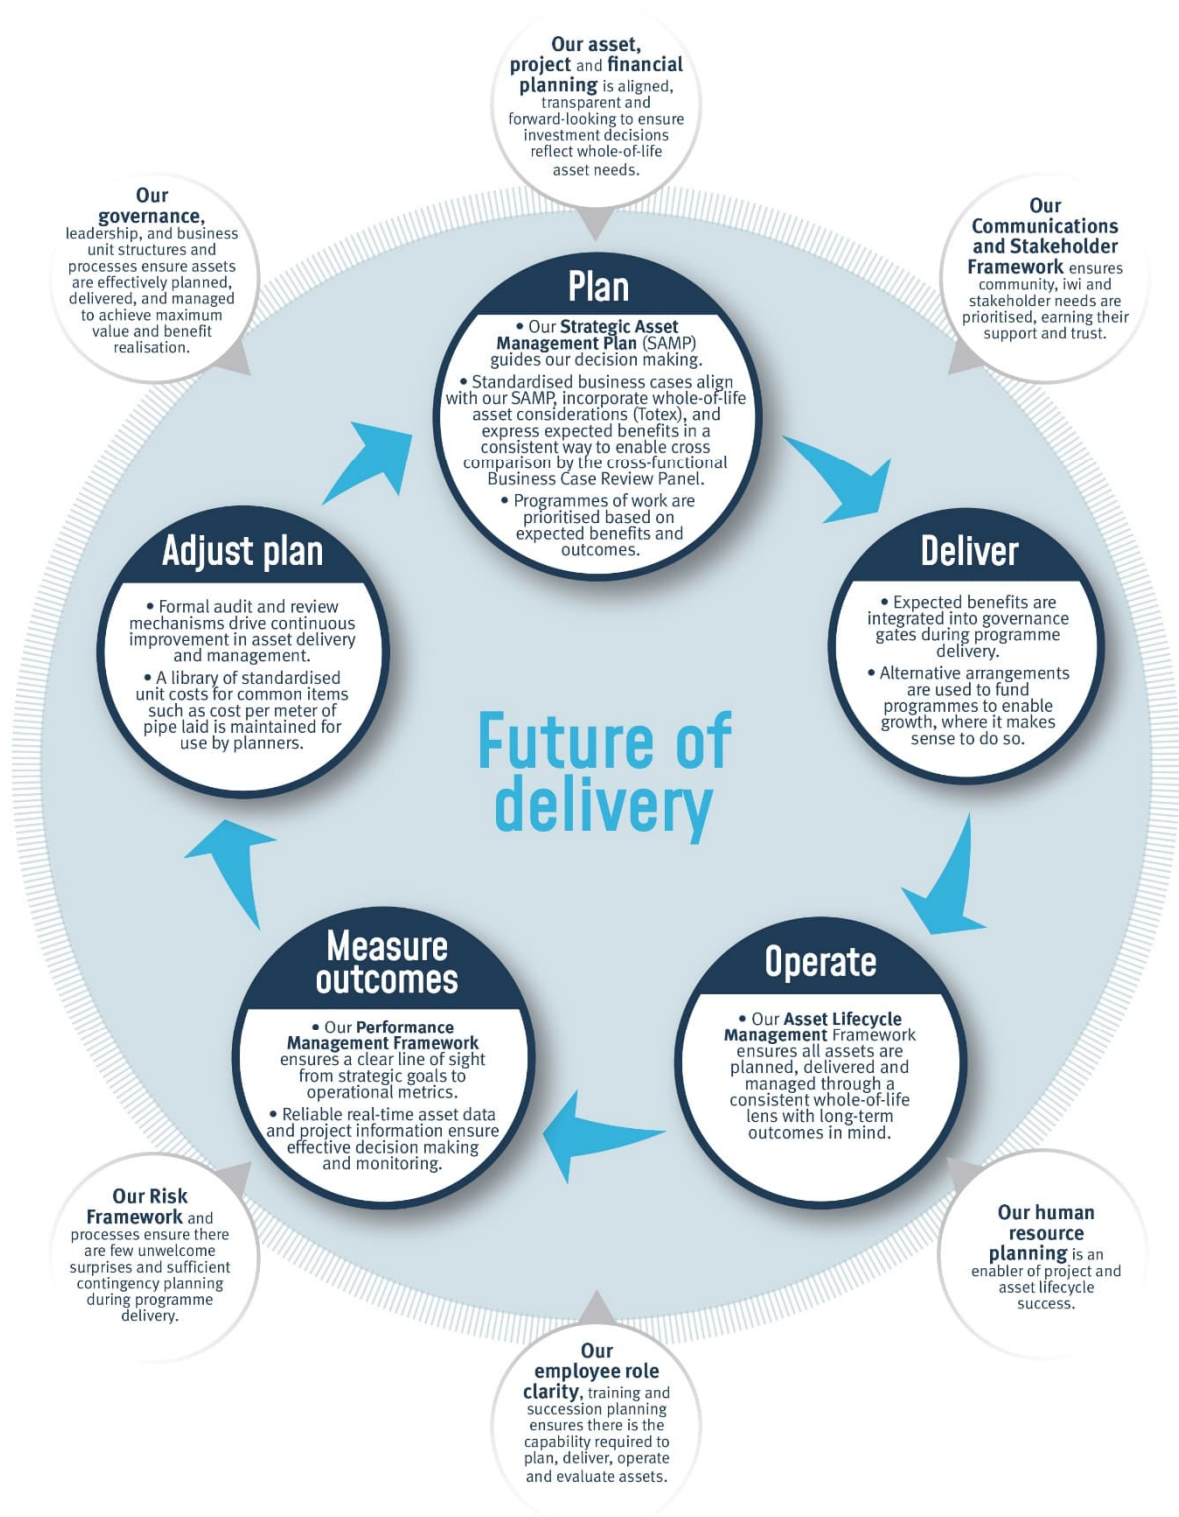 Our asset,
project and financial
planning is aligned,
transparent and
forward-looking to ensure
investment decisions
reflect whole-of-life
asset needs.
Our
governance,
leadership, and business
unit structures and
processes ensure assets
are effectively planned,
delivered, and managed
to achieve maximum
value and benefit
realisation.
Our
Communications
and Stakeholder
Framework ensures
community, iwi and
stakeholder needs are
prioritised, earning their
support and trust.
Plan
• Our Strategic Asset
Management Plan (SAMP)
guides our decision making.
• Standardised business cases align
with our SAMP, incorporate whole-of-life
asset considerations (Totex), and
express expected benefits in a
consistent way to enable cross
comparison by the cross-functional
Business Case Review Panel.
• Programmes of work are
prioritised based on
expected benefits and
outcomes.
Deliver
• Expected benefits are
integrated into governance
gates during programme
delivery.
• Alternative arrangements
are used to fund
programmes to enable
growth, where it makes
sense to do so.
Adjust plan
• Formal audit and review
mechanisms drive continuous
improvement in asset delivery
and management.
• A library of standardised
unit costs for common items
such as cost per meter of
pipe laid is maintained for
use by planners.
Future of
delivery
Measure
outcomes
• Our Performance
Management Framework
ensures a clear line of sight
from strategic goals to
operational metrics.
• Reliable real-time asset data
and project information ensure
effective decision making
and monitoring.
Operate
• Our Asset Lifecycle
Management Framework
ensures all assets are
planned, delivered and
managed through a
consistent whole-of-life
lens with long-term
outcomes in mind.
Our Risk
Framework and
processes ensure there
are few unwelcome
surprises and sufficient
contingency planning
during programme
delivery.
Our human
resource
planning is an
enabler of project and
asset lifecycle
success.
Our
employee role
clarity, training and
succession planning
ensures there is the
capability required to
plan, deliver, operate
and evaluate assets.